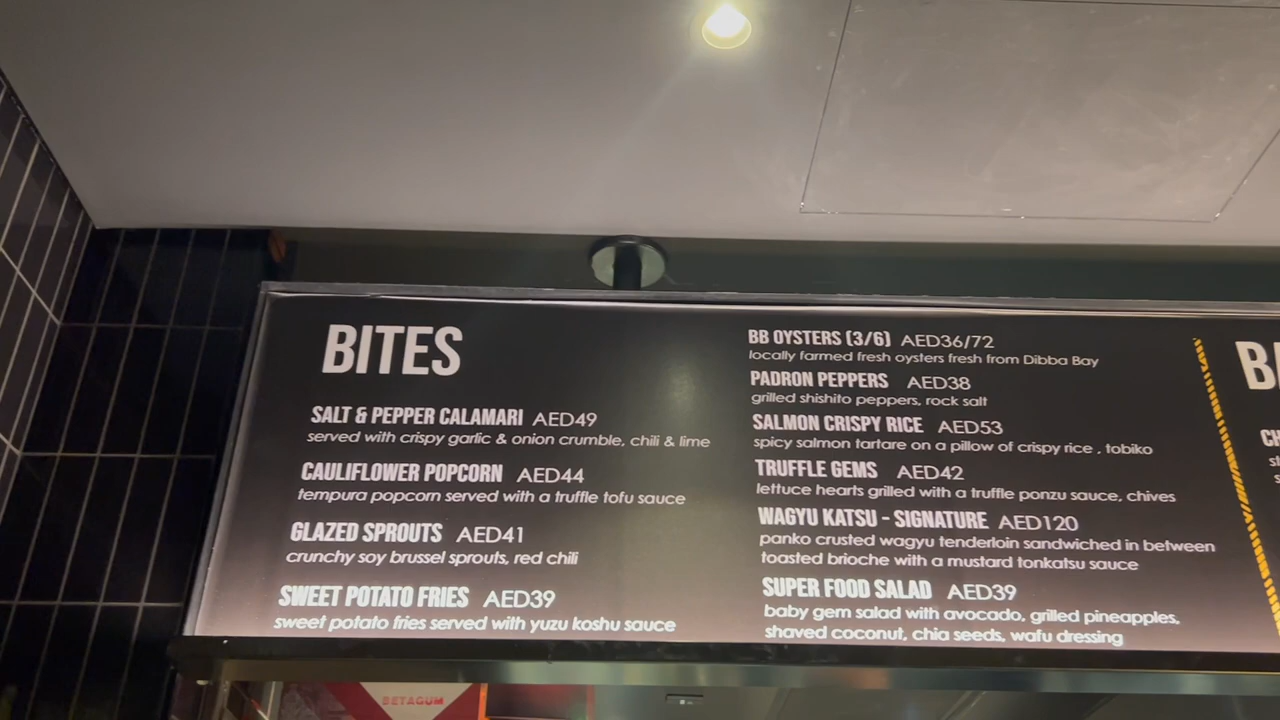 BITES
SALT & PEPPER CALAMARI AED49
served with crispy garlic & onion crumble, chili & lime
CAULIFLOWER POPCORN AED44
tempura popcorn served with a truffle tofu sauce
GLAZED SPROUTS AED41
crunchy soy brussel sprouts, red chili
SWEET POTATO FRIES AED39
sweet potato fries served with yuzu koshu sauce
BB OYSTERS (3/6) AED36/72
locally farmed fresh oysters fresh from Dibba Bay
PADRON PEPPERS AED38
grilled shishito peppers, rock salt
SALMON CRISPY RICE AED53
spicy salmon tartare on a pillow of crispy rice , tobiko
TRUFFLE GEMS AED42
lettuce hearts grilled with a truffle ponzu sauce, chives
WAGYU KATSU - SIGNATURE AED120
panko crusted wagyu tenderloin sandwiched in between
toasted brioche with a mustard tonkatsu sauce
SUPER FOOD SALAD AED39
baby gem salad with avocado, grilled pineapples,
shaved coconut, chia seeds, wafu dressing
BETAGUM